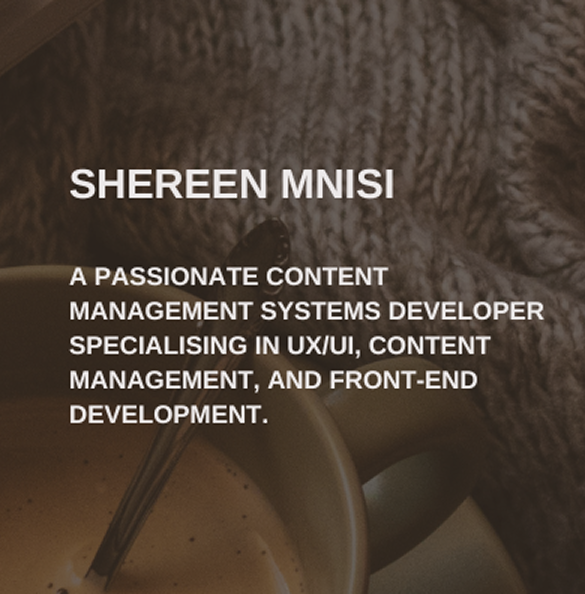 SHEREEN MNISI
A PASSIONATE CONTENT
MANAGEMENT SYSTEMS DEVELOPER
SPECIALISING IN UX/UI, CONTENT
MANAGEMENT, AND FRONT-END
DEVELOPMENT.